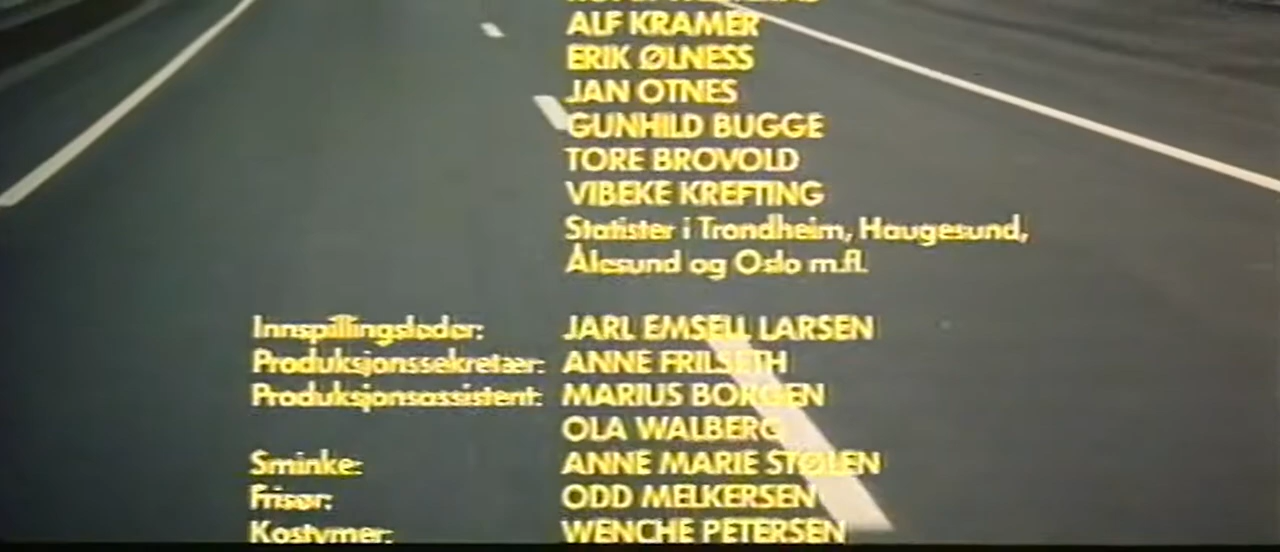 ALF KRAMER
ERIK ØLNESS
JAN OTNES
GUNHILD BUGGE
TORE BROVOLD
VIBEKE KREFTING
Statister i Trondheim, Haugesund,
Ålesund og Oslo m.fl.
Innspillingsleder: JARL EMSELL LARSEN
Produksjonssekretær: ANNE FRILSETH
Produksjonsassistent: MARIUS BORGEN
OLA WALBERG
Sminke: ANNE MARIE STØLEN
Frisør: ODD MELKERSEN
Kostymer: WENCHE PETERSEN